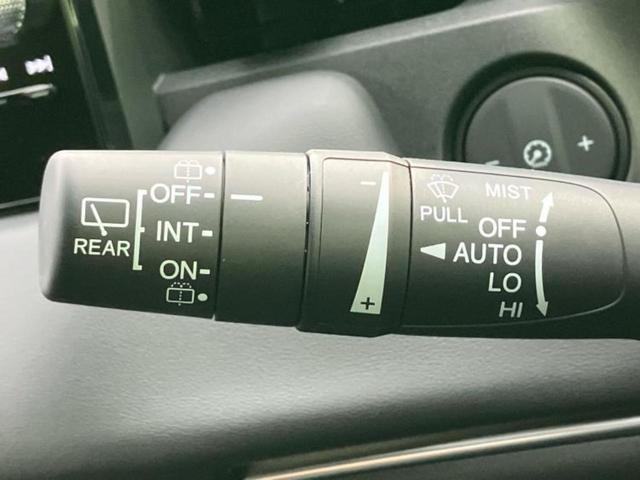 REAR
OFF
INT
ON
−
+
PULL
MIST
OFF
AUTO
LO
HI
+
−